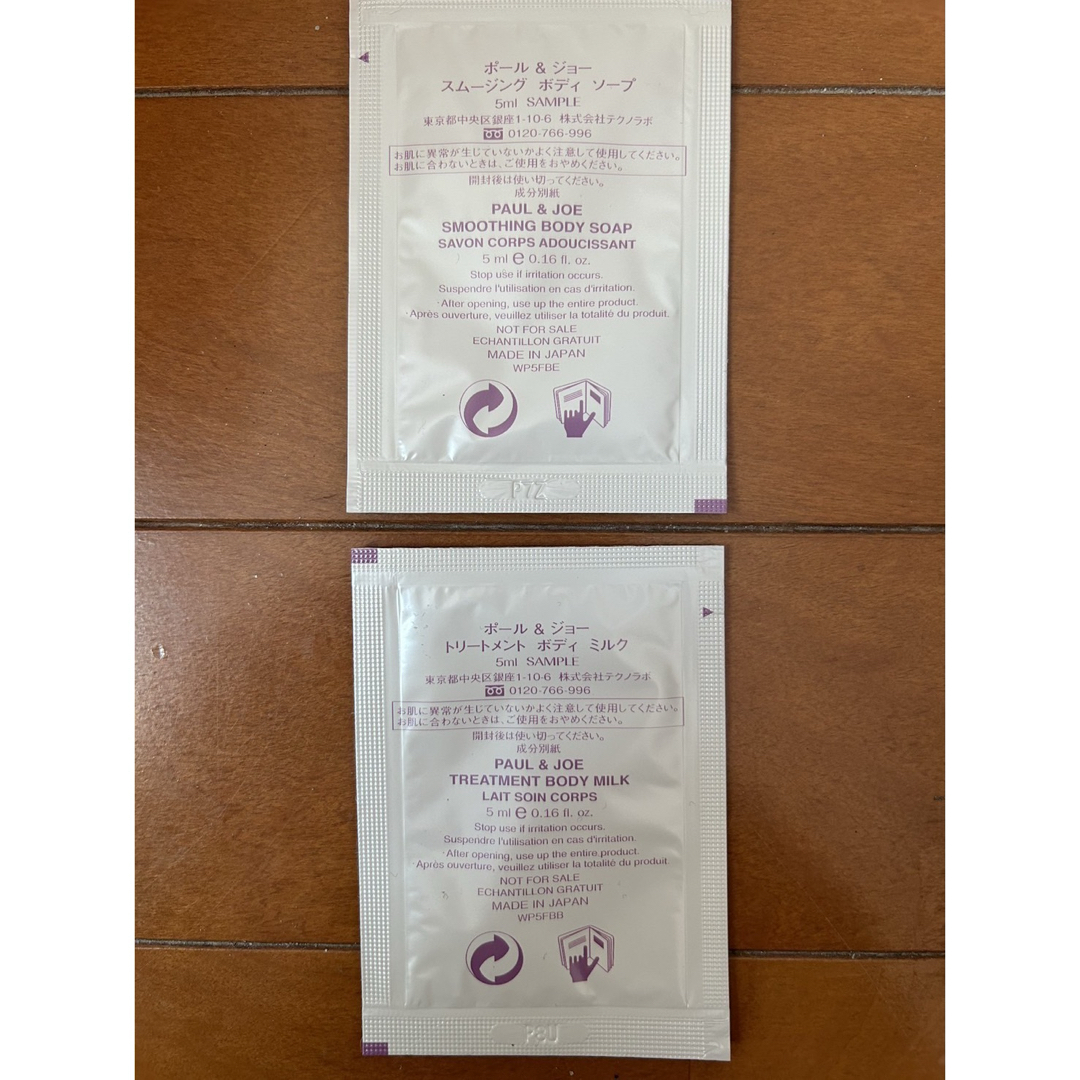 ポール & ジョー
スムージング ボディ ソープ
5ml SAMPLE
東京都中央区銀座1-10-6 株式会社テクノラボ
0120-766-996
お肌に異常が生じていないかよく注意して使用してください。
お肌に合わないときは、ご使用をおやめください。
開封後は使い切ってください。
成分別紙
PAUL & JOE
SMOOTHING BODY SOAP
SAVON CORPS ADOUCISSANT
5 ml e 0.16 fl. oz.
Stop use if irritation occurs.
Suspendre l'utilisation en cas d'irritation.
·After opening, use up the entire product.
·Après ouverture, veuillez utiliser la totalité du produit.
NOT FOR SALE
ECHANTILLON GRATUIT
MADE IN JAPAN
WP5FBE
P7Z
ポール & ジョー
トリートメント ボディ ミルク
5ml SAMPLE
東京都中央区銀座1-10-6 株式会社テクノラボ
0120-766-996
お肌に異常が生じていないかよく注意して使用してください。
お肌に合わないときは、ご使用をおやめください。
開封後は使い切ってください。
成分別紙
PAUL & JOE
TREATMENT BODY MILK
LAIT SOIN CORPS
5 ml e 0.16 fl. oz.
Stop use if irritation occurs.
Suspendre l'utilisation en cas d'irritation.
·After opening, use up the entire product.
·Après ouverture, veuillez utiliser la totalité du produit.
NOT FOR SALE
ECHANTILLON GRATUIT
MADE IN JAPAN
WP5FBB
P8U